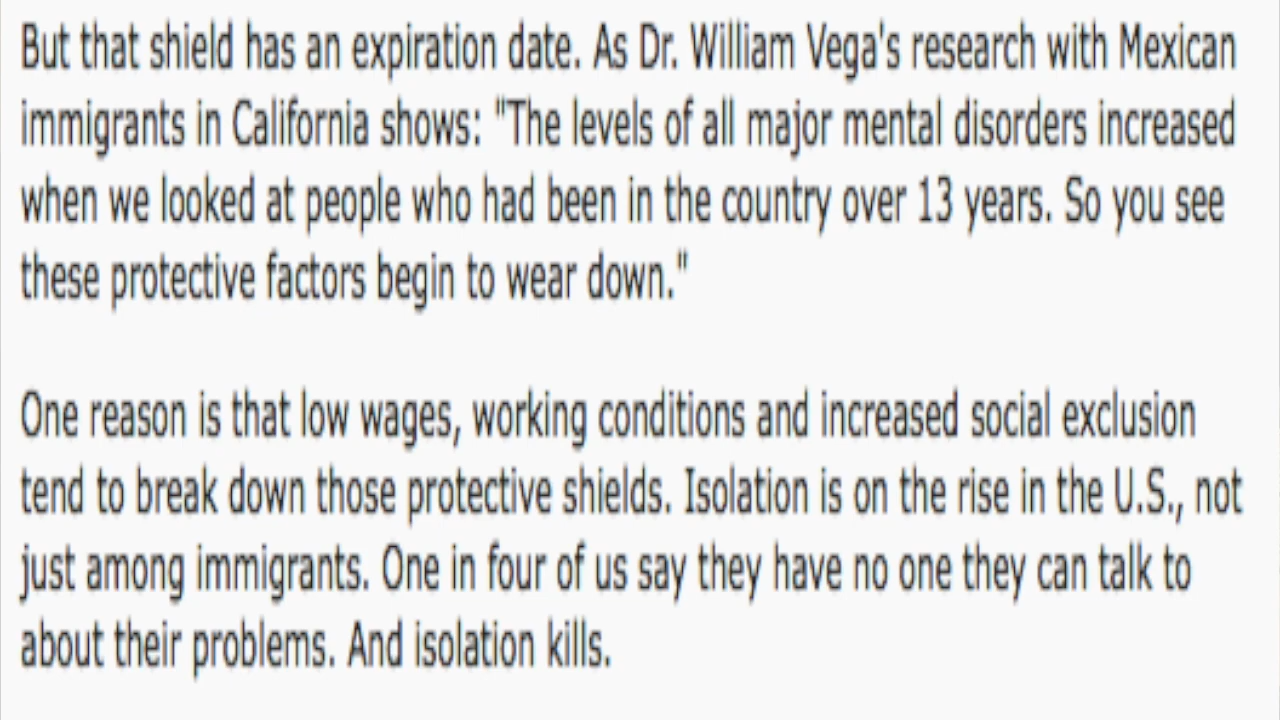 But that shield has an expiration date. As Dr. William Vega's research with Mexican
immigrants in California shows: "The levels of all major mental disorders increased
when we looked at people who had been in the country over 13 years. So you see
these protective factors begin to wear down."
One reason is that low wages, working conditions and increased social exclusion
tend to break down those protective shields. Isolation is on the rise in the U.S., not
just among immigrants. One in four of us say they have no one they can talk to
about their problems. And isolation kills.